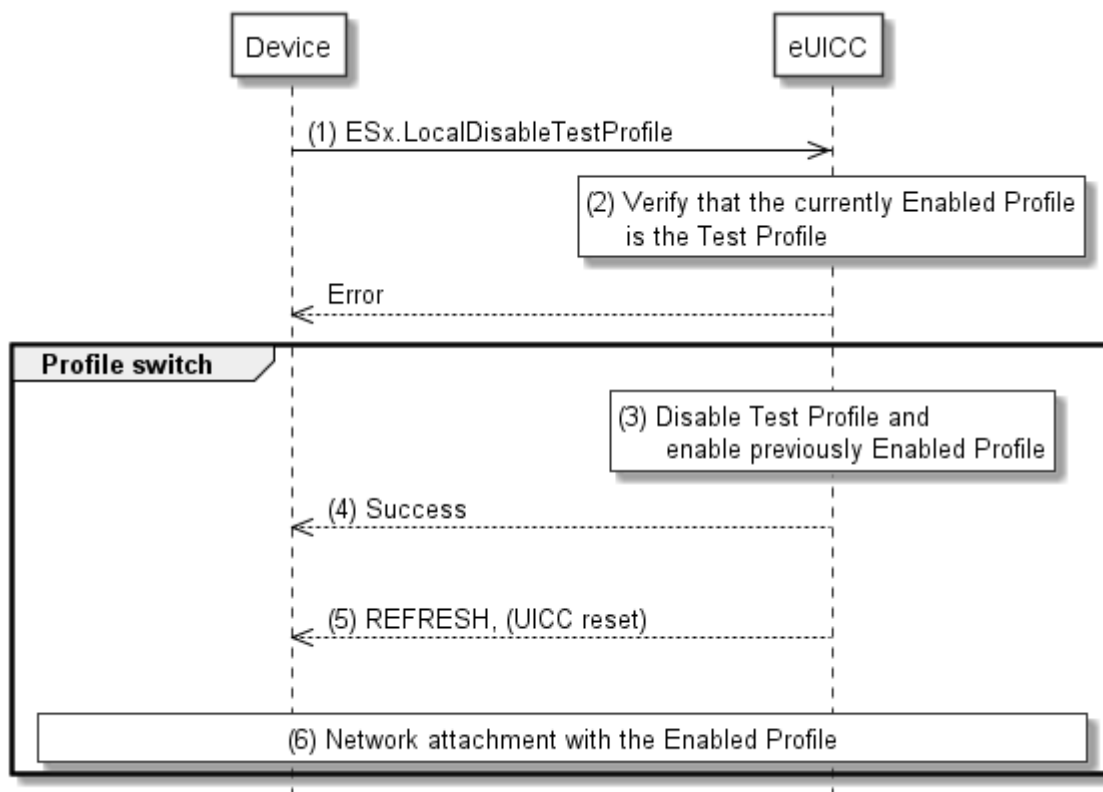 Device
eUICC
(1) ESx.LocalDisableTestProfile
(2) Verify that the currently Enabled Profile
is the Test Profile
Error
Profile switch
(3) Disable Test Profile and
enable previously Enabled Profile
(4) Success
(5) REFRESH, (UICC reset)
(6) Network attachment with the Enabled Profile